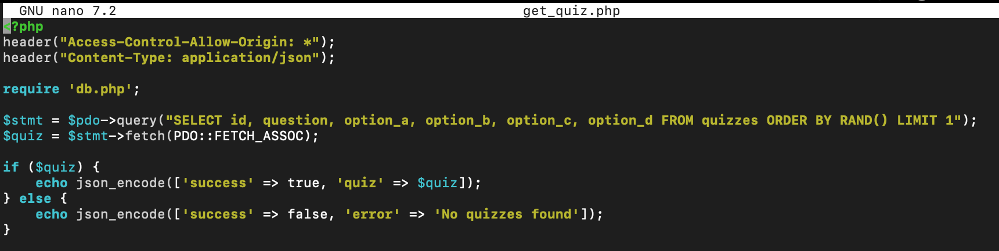 GNU nano 7.2 get_quiz.php
<?php
header("Access-Control-Allow-Origin: *");
header("Content-Type: application/json");
require 'db.php';
$stmt = $pdo->query("SELECT id, question, option_a, option_b, option_c, option_d FROM quizzes ORDER BY RAND() LIMIT 1");
$quiz = $stmt->fetch(PDO::FETCH_ASSOC);
if ($quiz) {
    echo json_encode(['success' => true, 'quiz' => $quiz]);
} else {
    echo json_encode(['success' => false, 'error' => 'No quizzes found']);
}